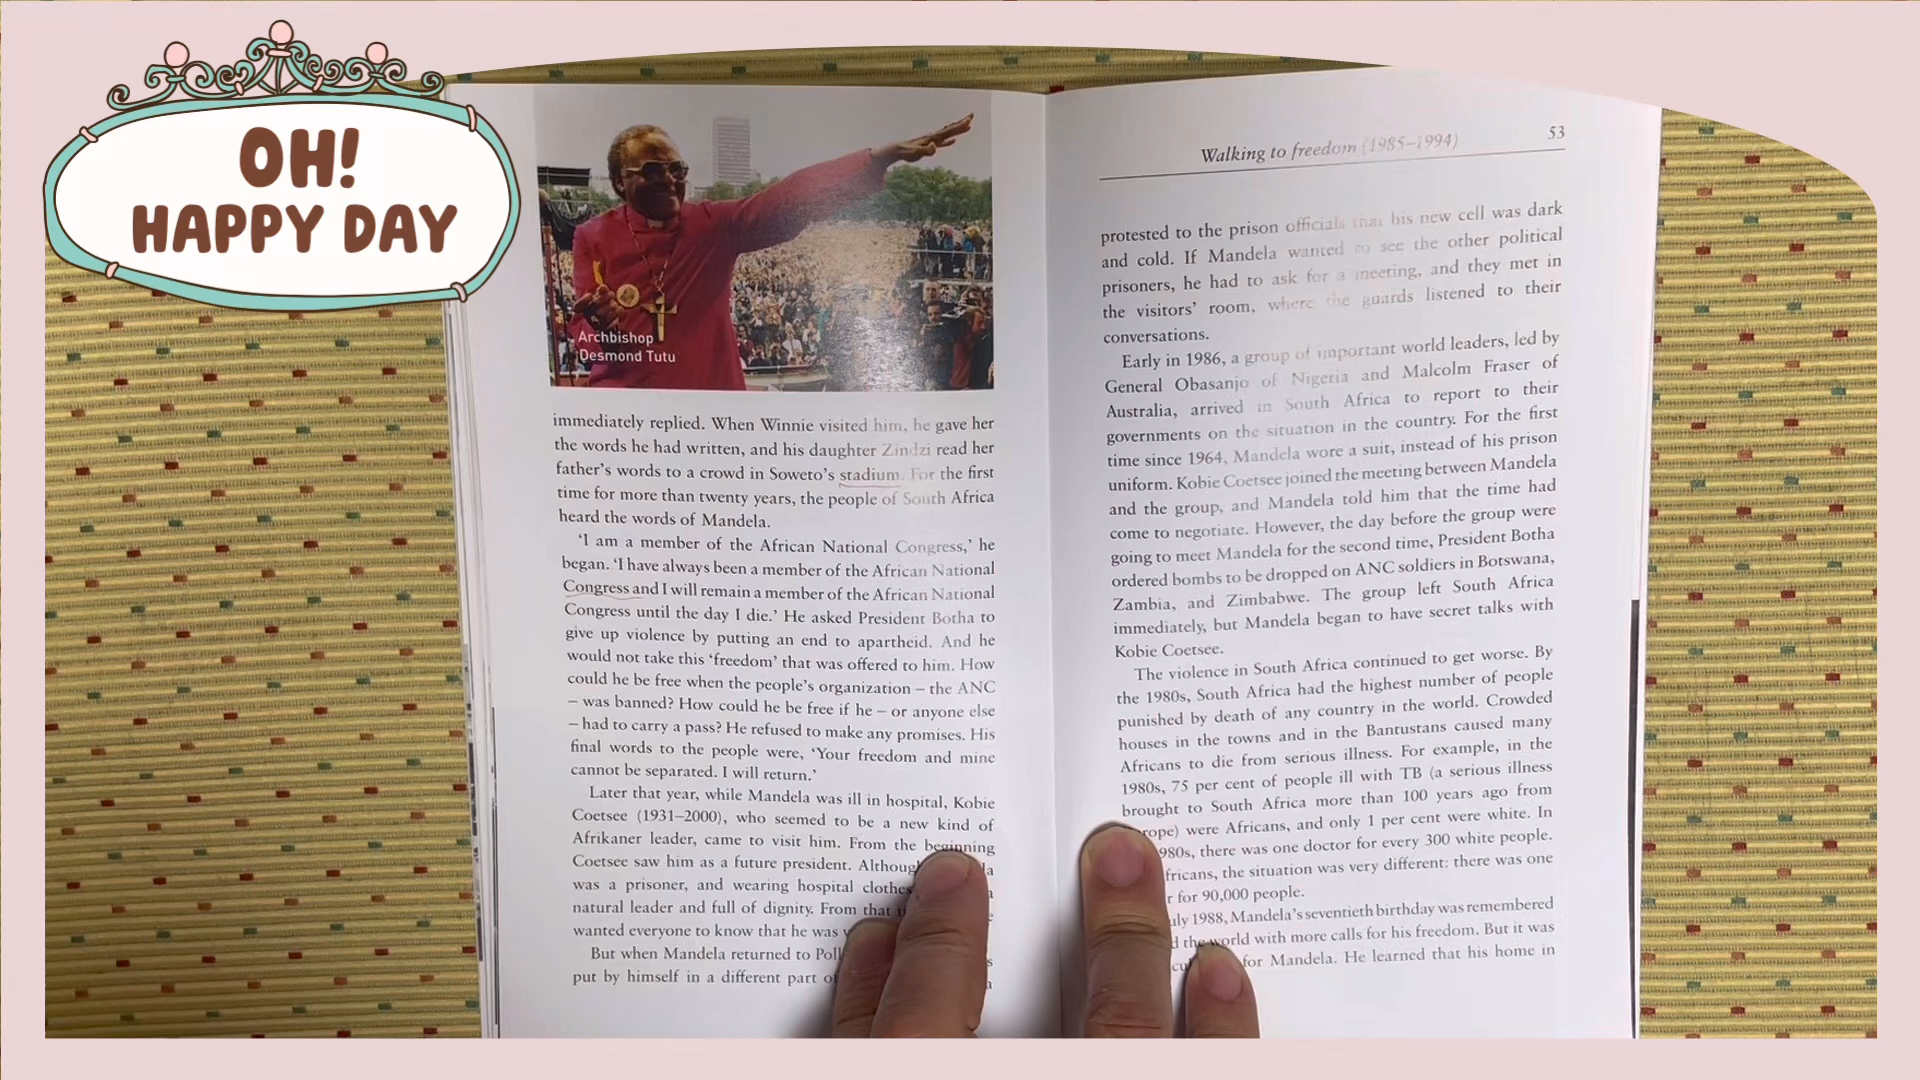 OH!
HAPPY DAY
Archbishop
Desmond Tutu
immediately replied. When Winnie visited him, he gave her
the words he had written, and his daughter Zindzi read her
father's words to a crowd in Soweto's stadium. For the first
time for more than twenty years, the people of South Africa
heard the words of Mandela.
'I am a member of the African National Congress,' he
began. 'I have always been a member of the African National
Congress and I will remain a member of the African National
Congress until the day I die.' He asked President Botha to
give up violence by putting an end to apartheid. And he
would not take this 'freedom' that was offered to him. How
could he be free when the people's organization – the ANC
– was banned? How could he be free if he – or anyone else
– had to carry a pass? He refused to make any promises. His
final words to the people were, 'Your freedom and mine
cannot be separated. I will return.'
Later that year, while Mandela was ill in hospital, Kobie
Coetsee (1931–2000), who seemed to be a new kind of
Afrikaner leader, came to visit him. From the beginning
Coetsee saw him as a future president.
was a prisoner, and wearing hospital
natural leader and full of dignity. From that
wanted everyone to know that he was
But when Mandela returned to
put by himself in a different part
Walking to freedom (1985–1994)
53
protested to the prison officials that his new cell was dark
and cold. If Mandela wanted to see the other political
prisoners, he had to ask for a meeting, and they met in
the visitors' room, where the guards listened to their
conversations.
Early in 1986, a group of important world leaders, led by
General Obasanjo of Nigeria and Malcolm Fraser of
Australia, arrived in South Africa to report to their
governments on the situation in the country. For the first
time since 1964, Mandela wore a suit, instead of his prison
uniform. Kobie Coetsee joined the meeting between Mandela
and the group, and Mandela told him that the time had
come to negotiate. However, the day before the group were
going to meet Mandela for the second time, President Botha
ordered bombs to be dropped on ANC soldiers in Botswana,
Zambia, and Zimbabwe. The group left South Africa
immediately, but Mandela began to have secret talks with
Kobie Coetsee.
The violence in South Africa continued to get worse. By
the 1980s, South Africa had the highest number of people
punished by death of any country in the world. Crowded
houses in the towns and in the Bantustans caused many
Africans to die from serious illness. For example, in the
1980s, 75 per cent of people ill with TB (a serious illness
brought to South Africa more than 100 years ago from
were Africans, and only 1 per cent were white. In
there was one doctor for every 300 white people.
the situation was very different: there was one
for 90,000 people.
1988, Mandela's seventieth birthday was remembered
the world with more calls for his freedom. But it was
for Mandela. He learned that his home in